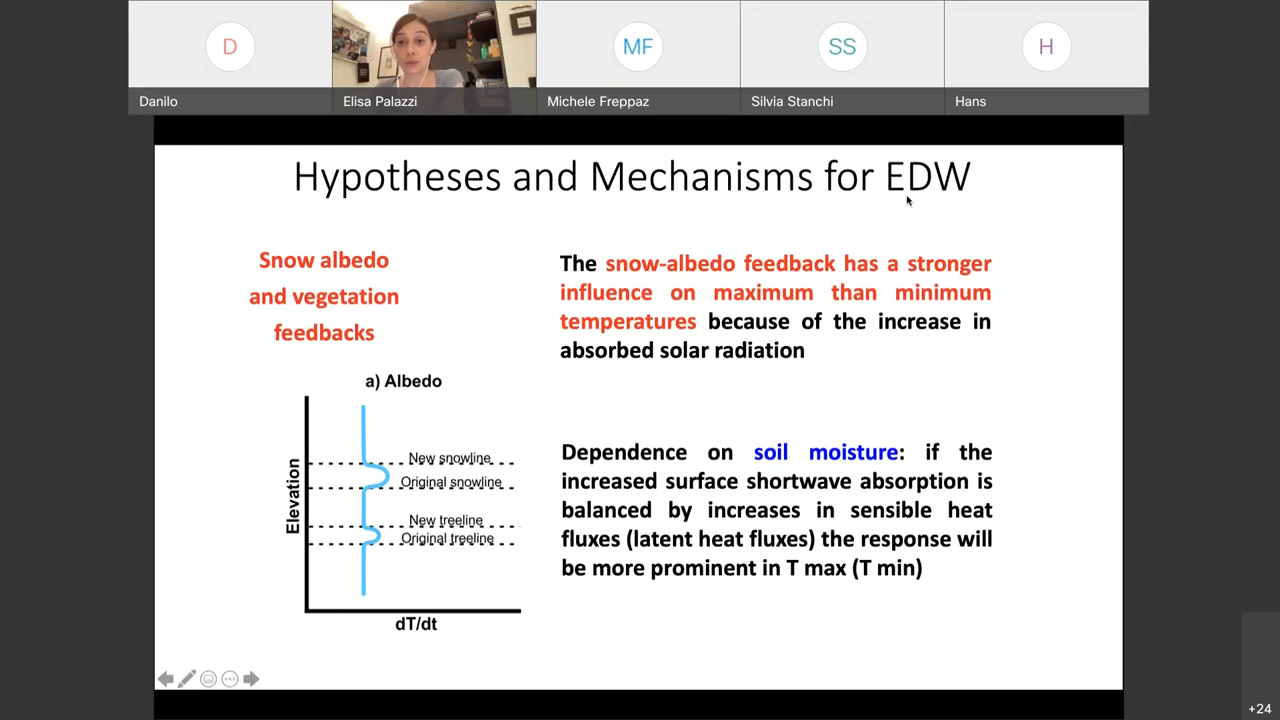 D
MF
SS
H
Danilo
Elisa Palazzi
Michele Freppaz
Silvia Stanchi
Hans
Hypotheses and Mechanisms for EDW
Snow albedo
and vegetation
feedbacks
The snow-albedo feedback has a stronger
influence on maximum than minimum
temperatures because of the increase in
absorbed solar radiation
a) Albedo
Elevation
New snowline
Original snowline
New treeline
Original treeline
dT/dt
Dependence on soil moisture: if the
increased surface shortwave absorption is
balanced by increases in sensible heat
fluxes (latent heat fluxes) the response will
be more prominent in T max (T min)
+24